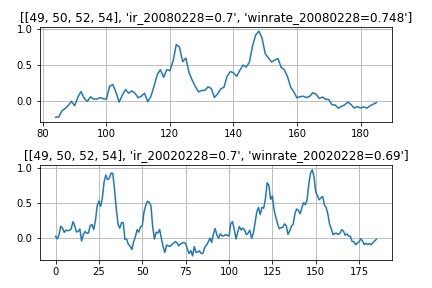 [[49, 50, 52, 54], 'ir_20080228=0.7', 'winrate_20080228=0.748']
1.0
0.5
0.0
80 100 120 140 160 180
[[49, 50, 52, 54], 'ir_20020228=0.7', 'winrate_20020228=0.69']
1.0
0.5
0.0
0 25 50 75 100 125 150 175